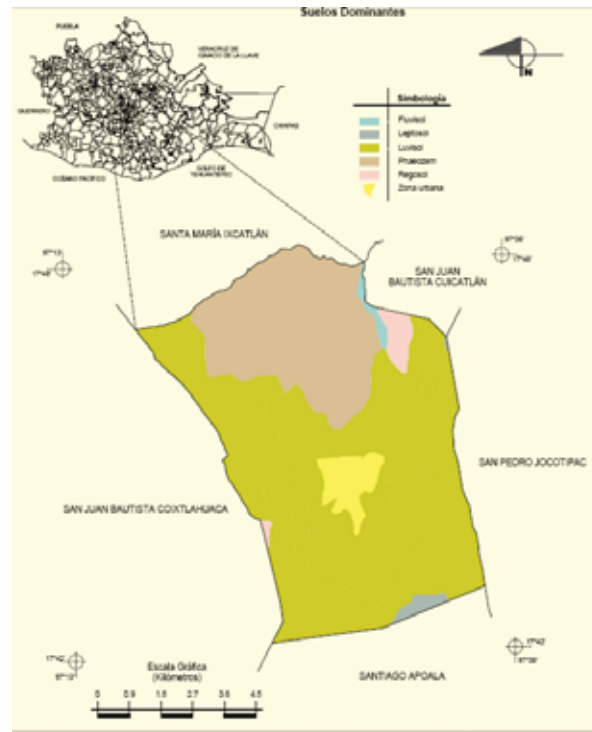 Suelos Dominantes
PUEBLA
VERACRUZ DE
IGNACIO DE LA LLAVE
GUERRERO
CHIAPAS
OCÉANO PACÍFICO
GOLFO DE
TEHUANTEPEC
N
Simbología
Fluvisol
Leptosol
Luvisol
Phaeozem
Regosol
Zona urbana
SANTA MARÍA IXCATLÁN
SAN JUAN
BAUTISTA CUICATLÁN
SAN PEDRO JOCOTIPAC
SAN JUAN BAUTISTA COIXTLAHUACA
SANTIAGO APOALA
Escala Gráfica
(Kilómetros)
0 0.9 1.8 2.7 3.6 4.5